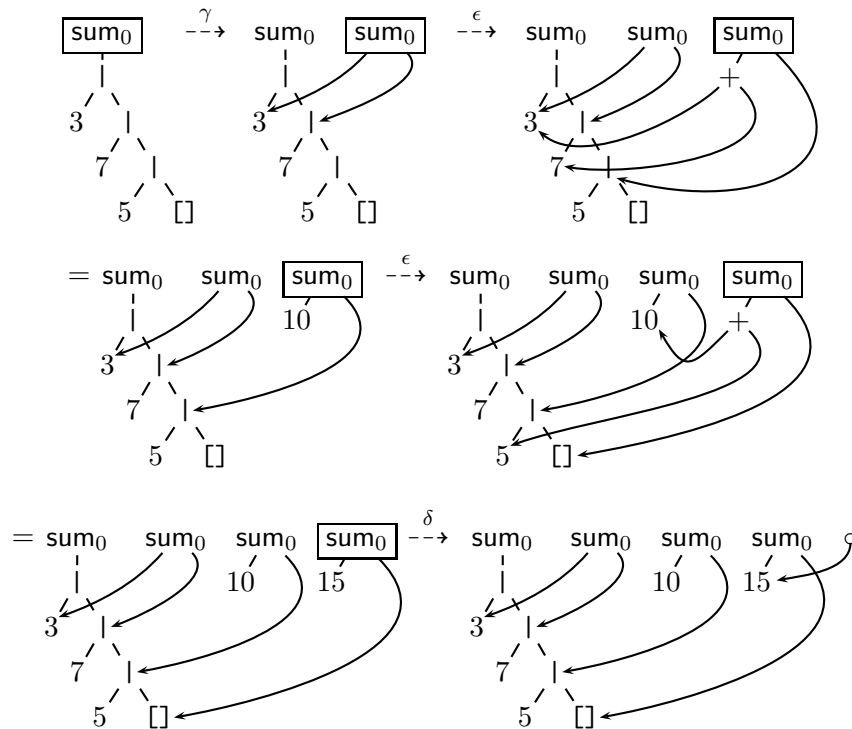 sum₀ γ sum₀ sum₀ ϵ sum₀ sum₀ sum₀
| | | +
3 | 3 | 3 |
7 | 7 | 7 |
5 [] 5 [] 5 []
= sum₀ sum₀ sum₀ ϵ sum₀ sum₀ sum₀ sum₀
| 10 | 10 +
3 | 3 |
7 | 7 |
5 [] 5 []
= sum₀ sum₀ sum₀ sum₀ δ sum₀ sum₀ sum₀ sum₀
| 10 15 | 10 15
3 | 3 |
7 | 7 |
5 [] 5 []